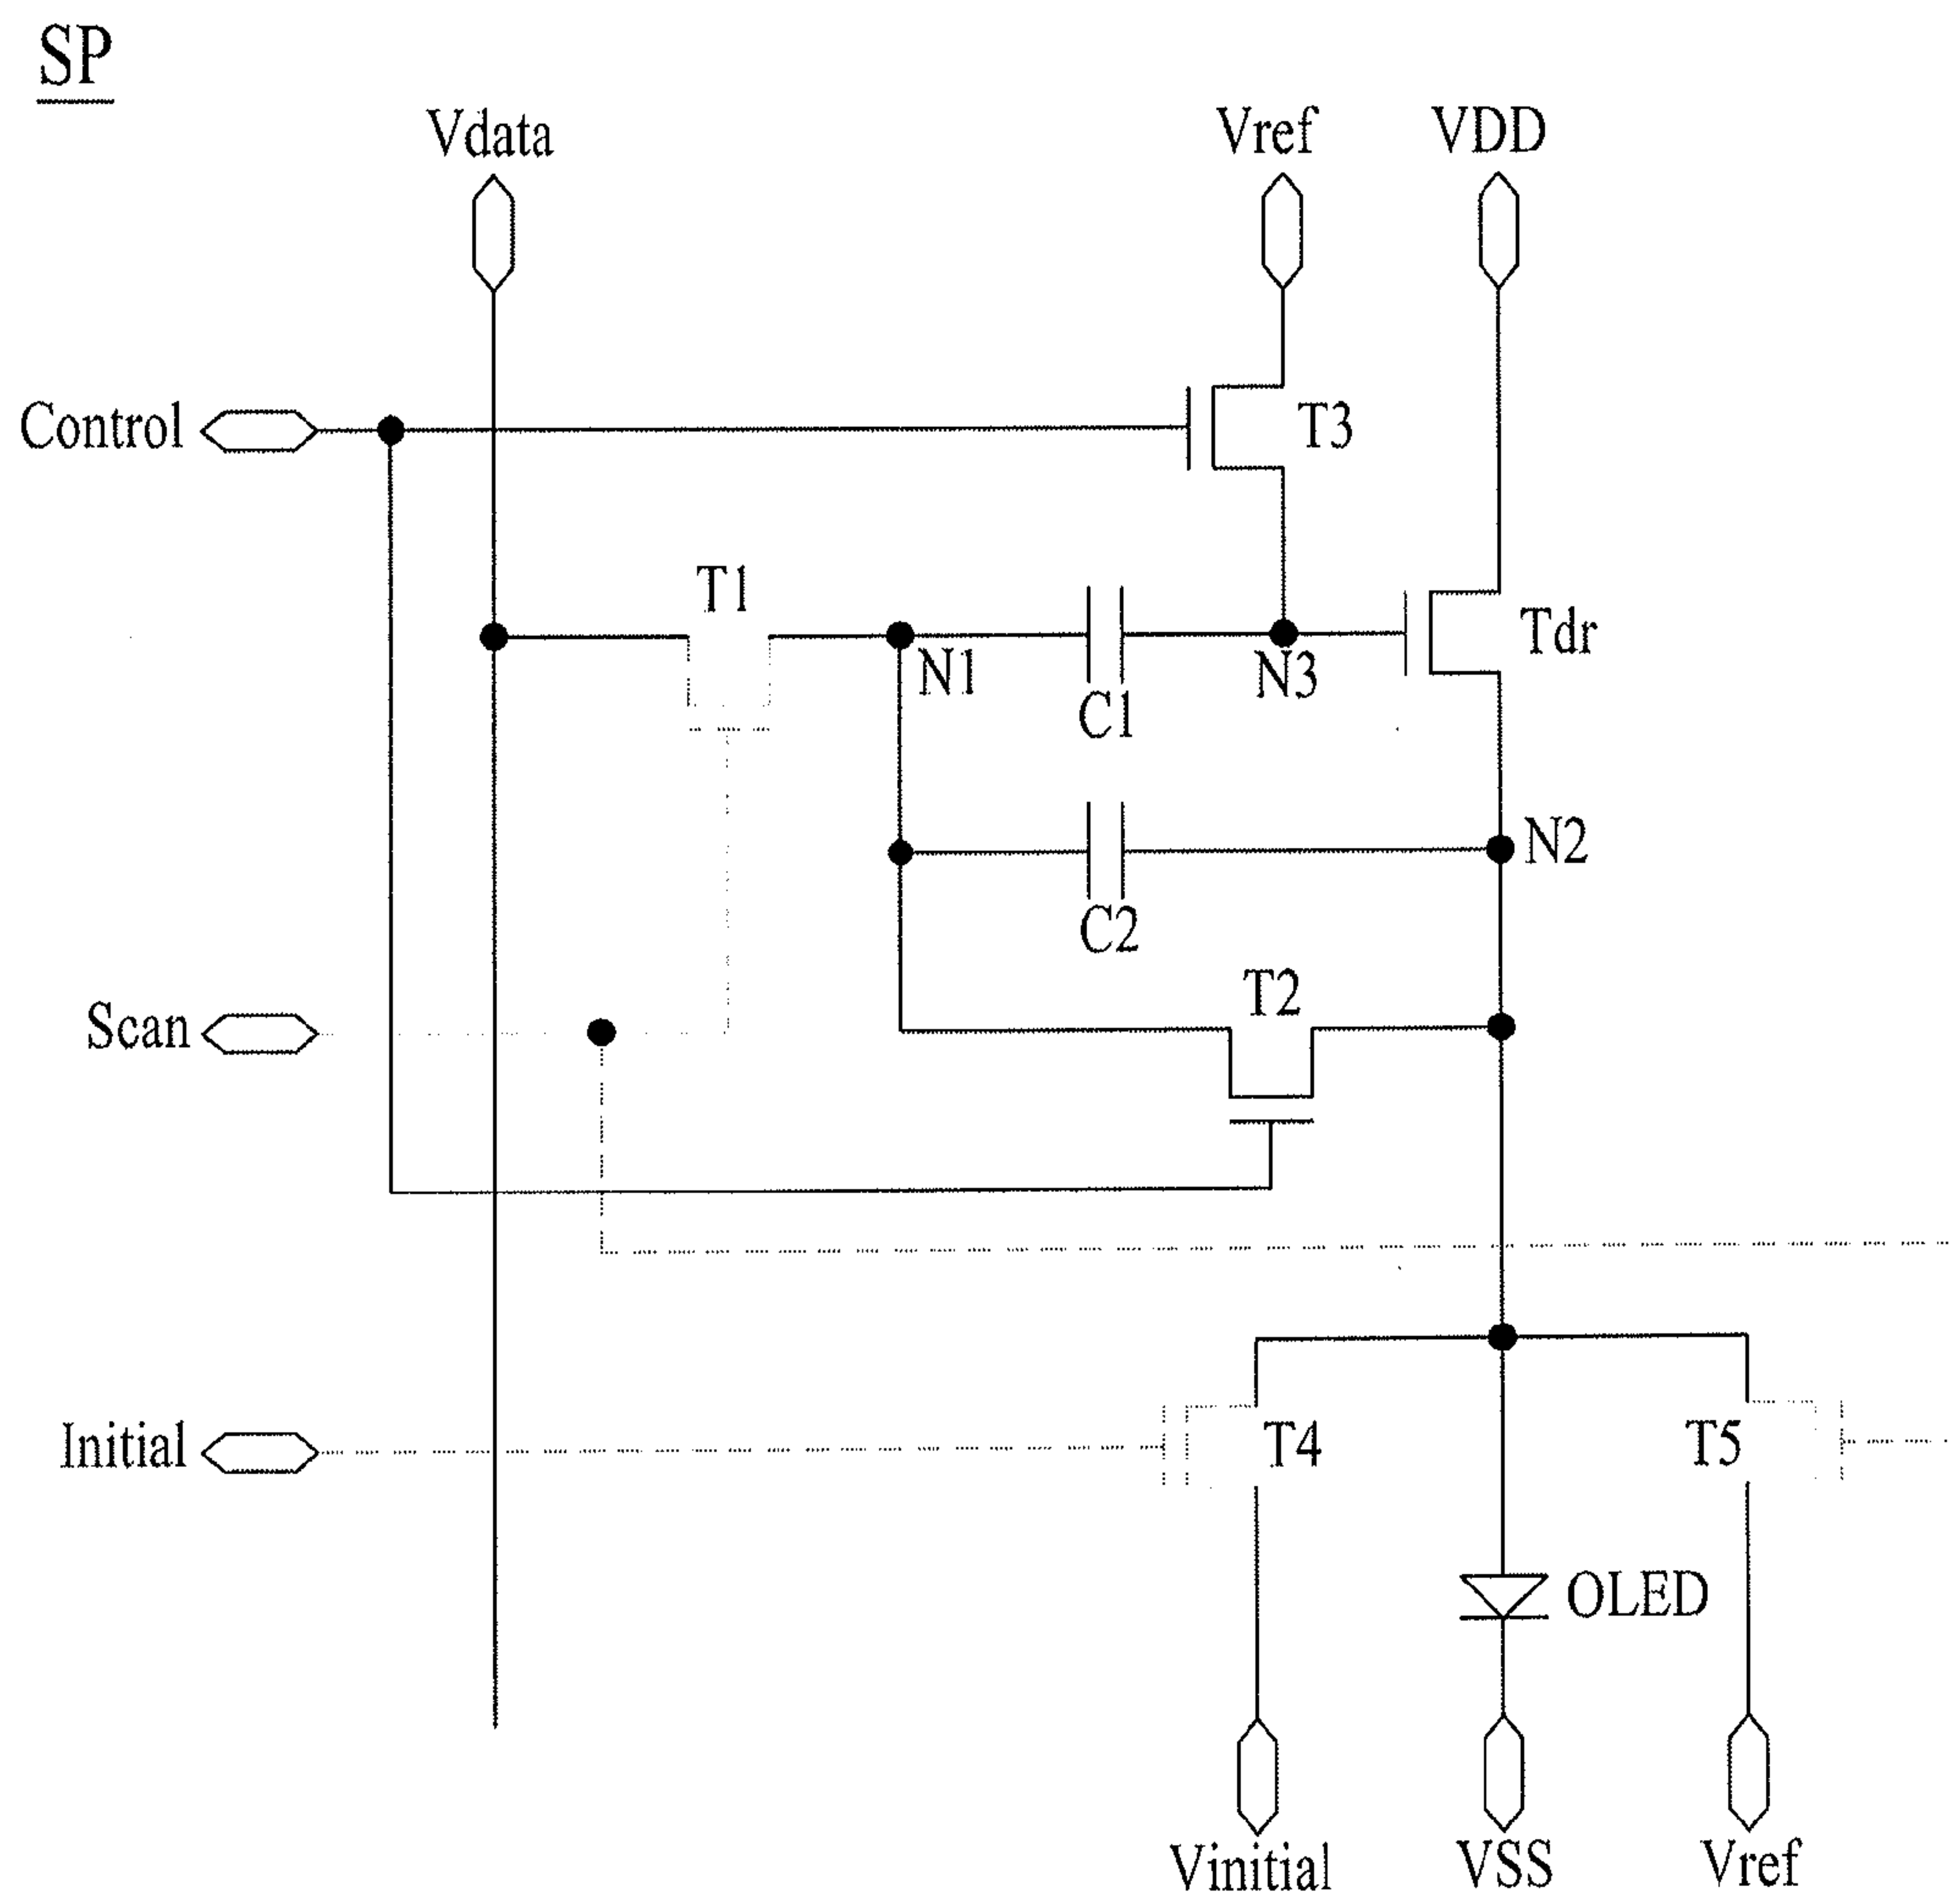 SP
Vdata
Vref
VDD
Control
T3
T1
Tdr
N1
N3
C1
N2
C2
T2
Scan
Initial
T4
T5
OLED
Vinitial
VSS
Vref